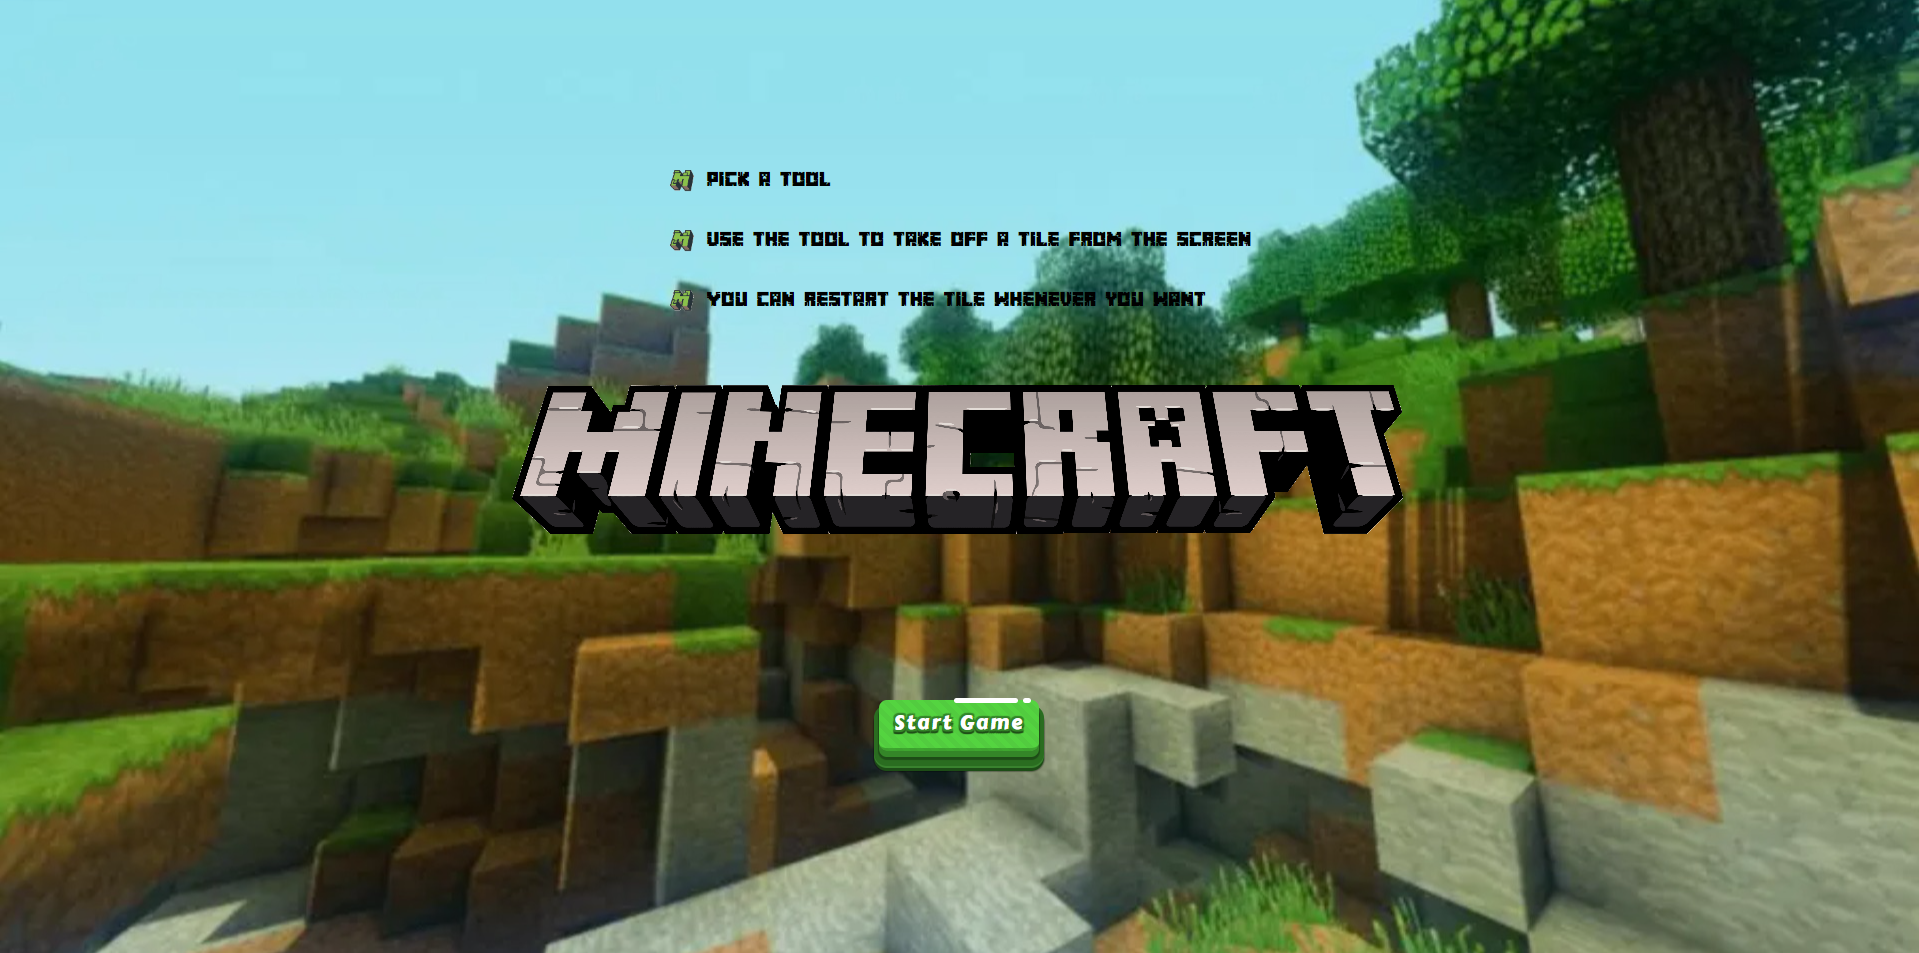 PICK A TOOL
USE THE TOOL TO TAKE OFF A TILE FROM THE SCREEN
YOU CAN RESTART THE TILE WHENEVER YOU WANT
MINECRAFT
Start Game